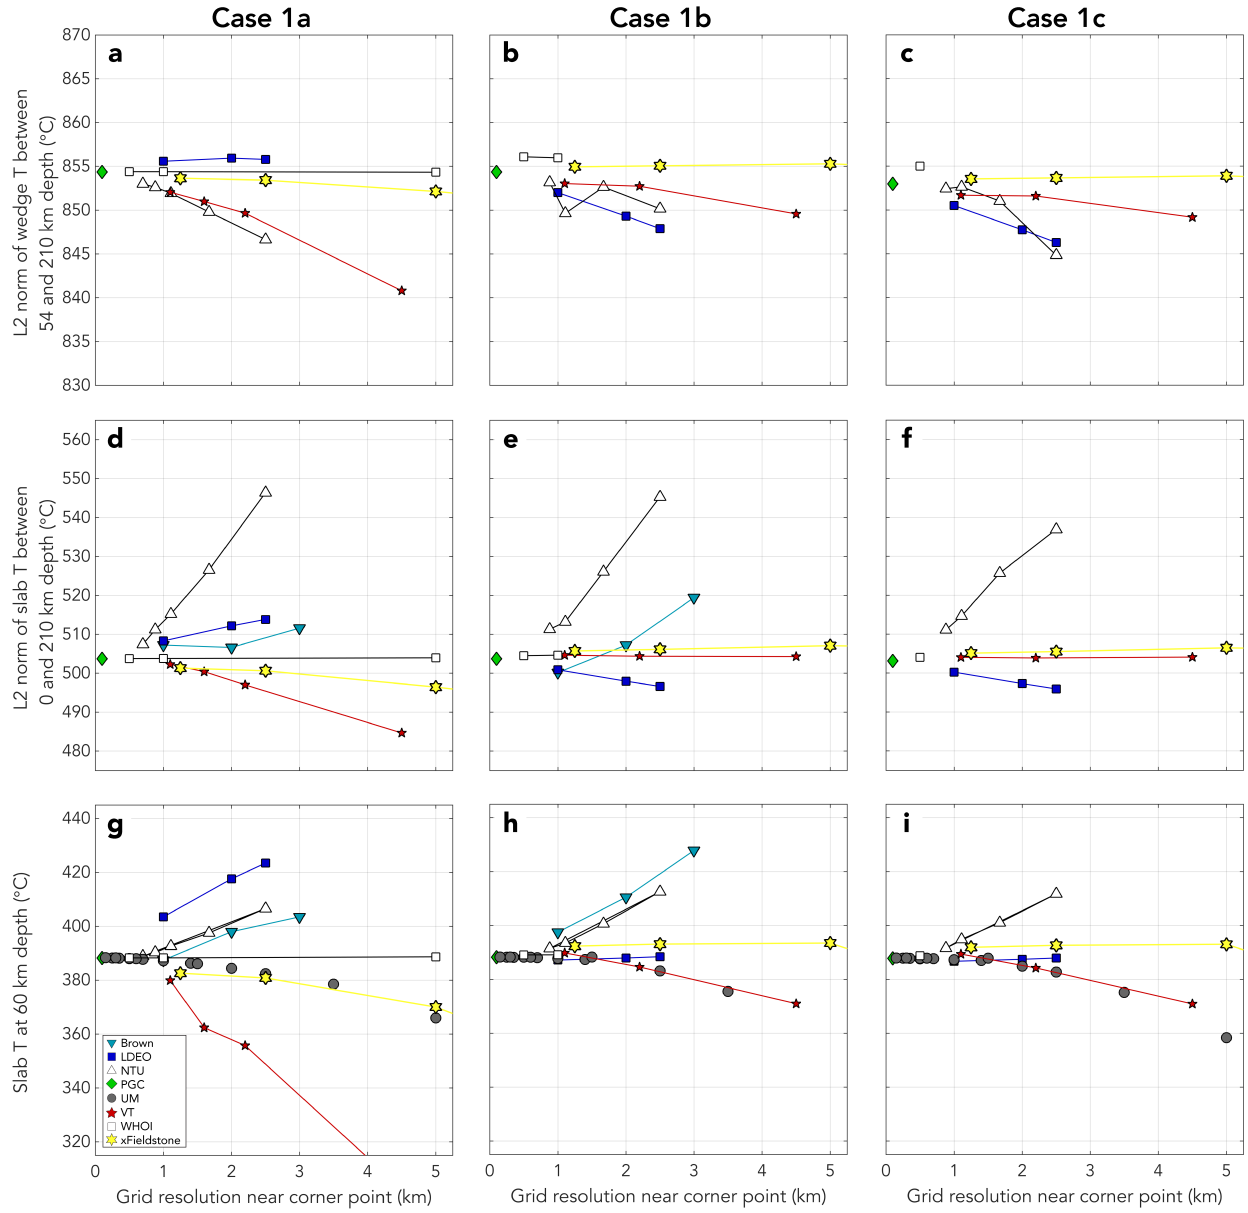 Case 1a
Case 1b
Case 1c
a
b
c
870
865
860
855
850
845
840
835
830
L2 norm of wedge T between
54 and 210 km depth (°C)
d
e
f
560
550
540
530
520
510
500
490
480
L2 norm of slab T between
0 and 210 km depth (°C)
g
h
i
440
420
400
380
360
340
320
Slab T at 60 km depth (°C)
Brown
LDEO
NTU
PGC
UM
VT
WHOI
xFieldstone
0 1 2 3 4 5
0 1 2 3 4 5
0 1 2 3 4 5
Grid resolution near corner point (km)
Grid resolution near corner point (km)
Grid resolution near corner point (km)